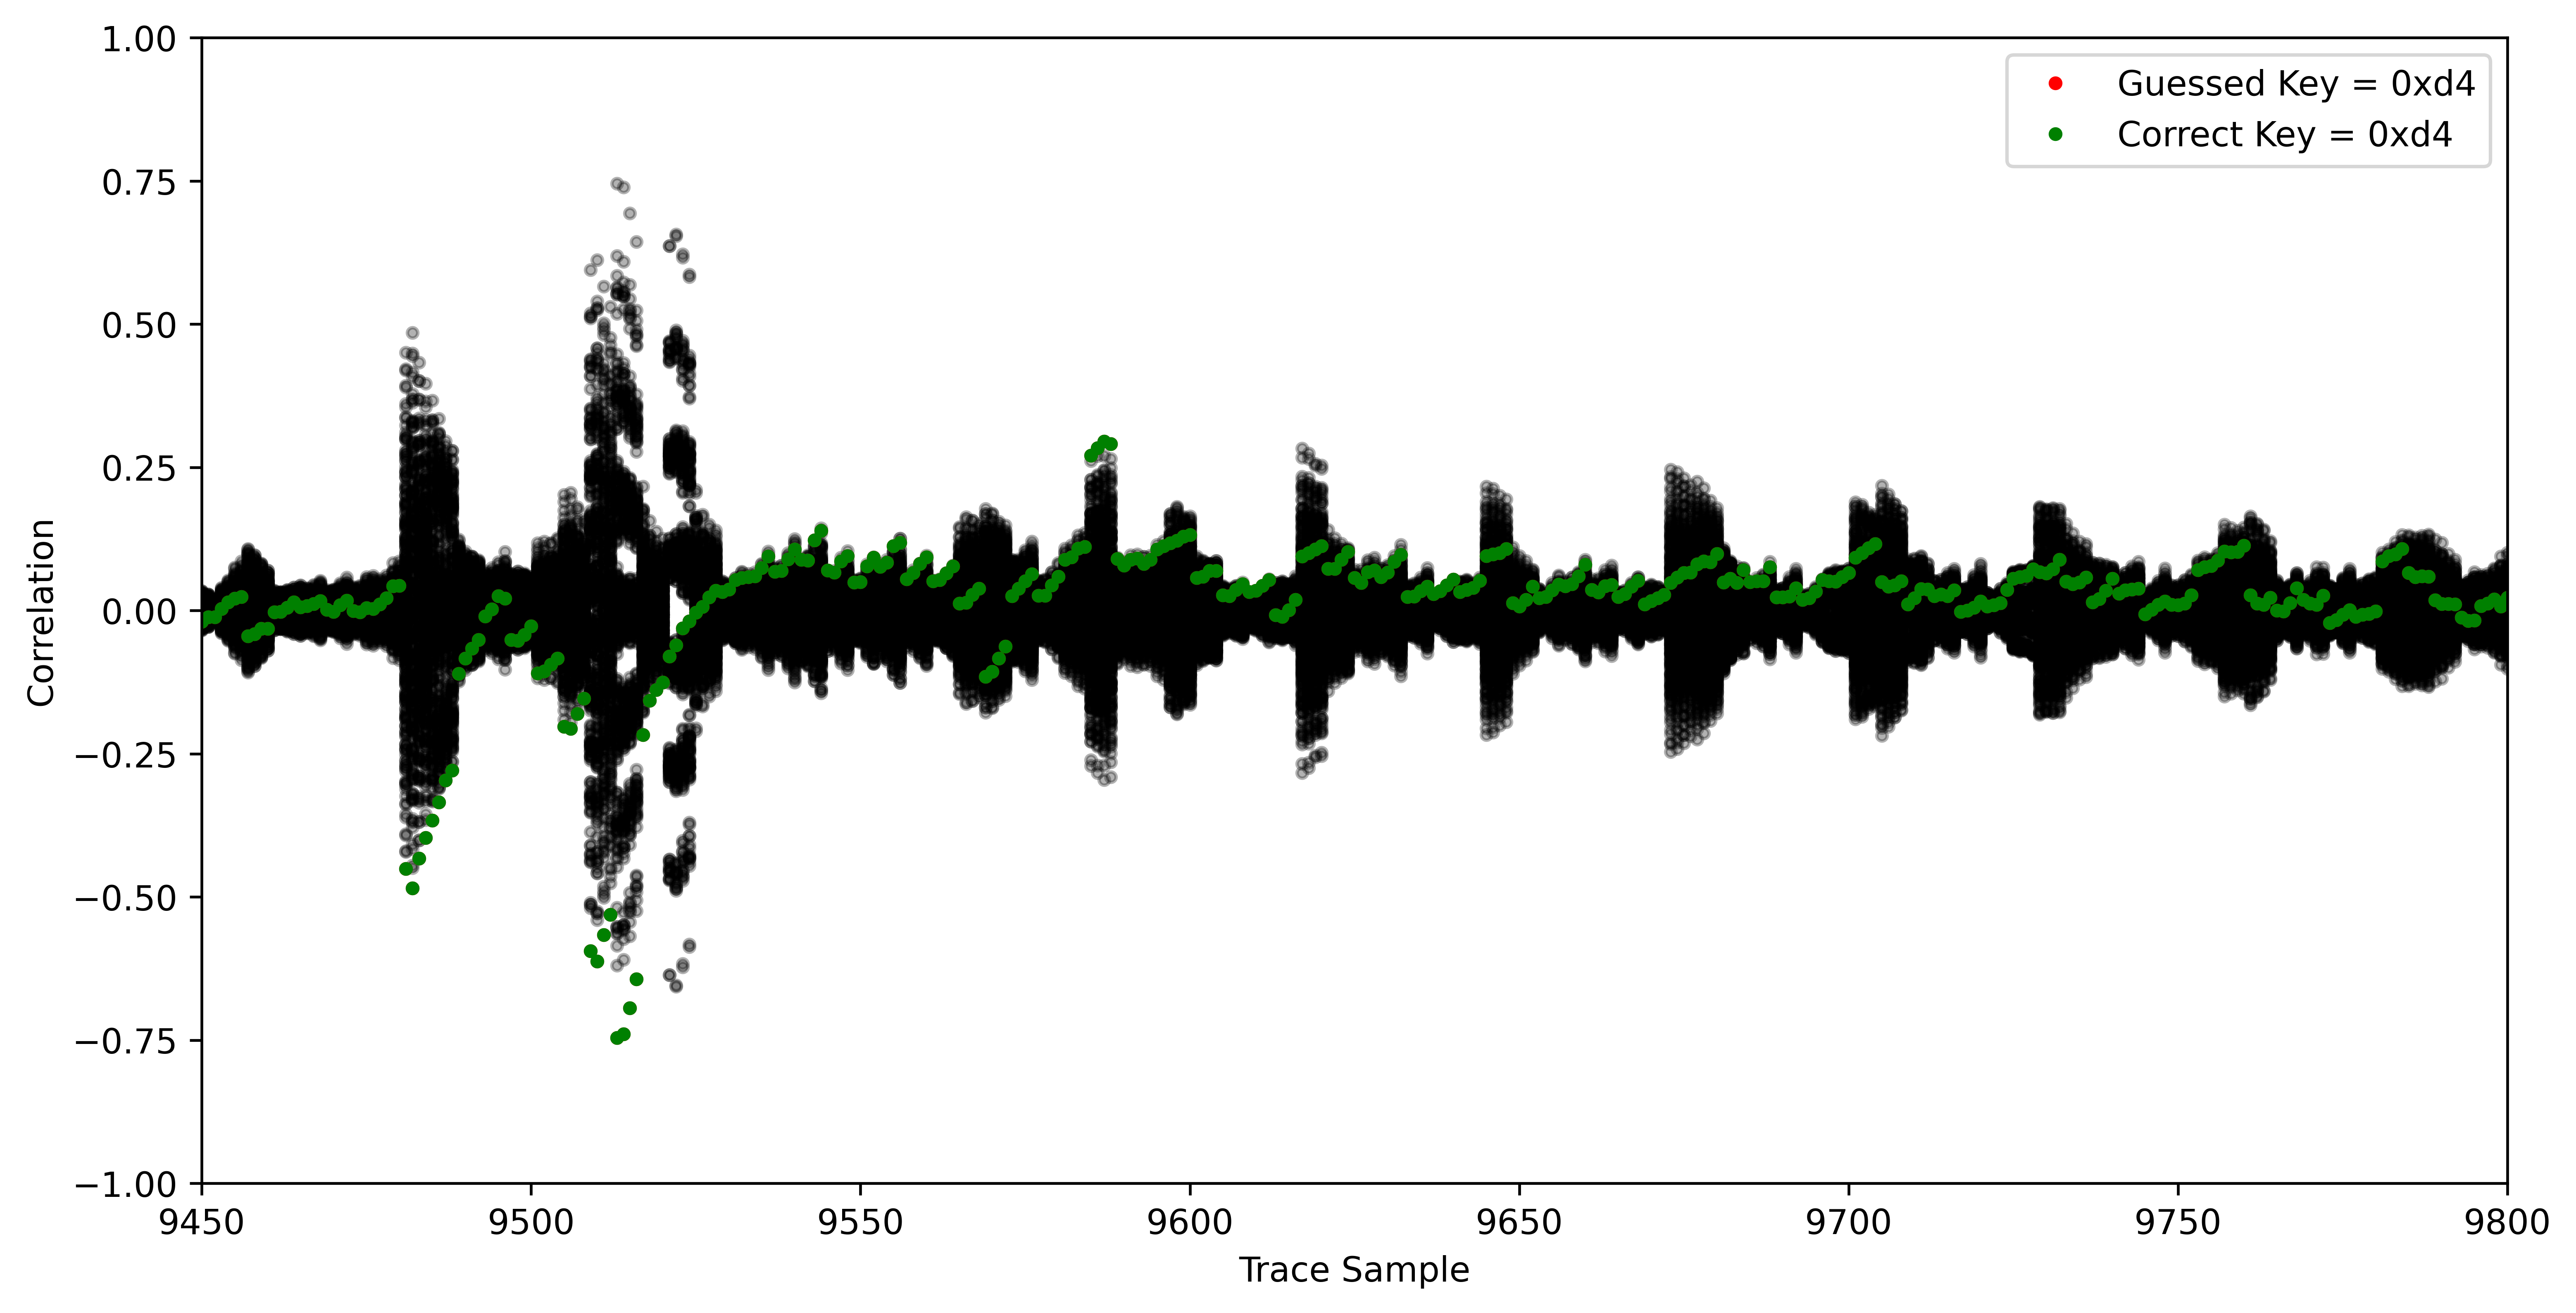 1.00
0.75
0.50
0.25
0.00
−0.25
−0.50
−0.75
−1.00
Correlation
Guessed Key = 0xd4
Correct Key = 0xd4
9450 9500 9550 9600 9650 9700 9750 9800
Trace Sample